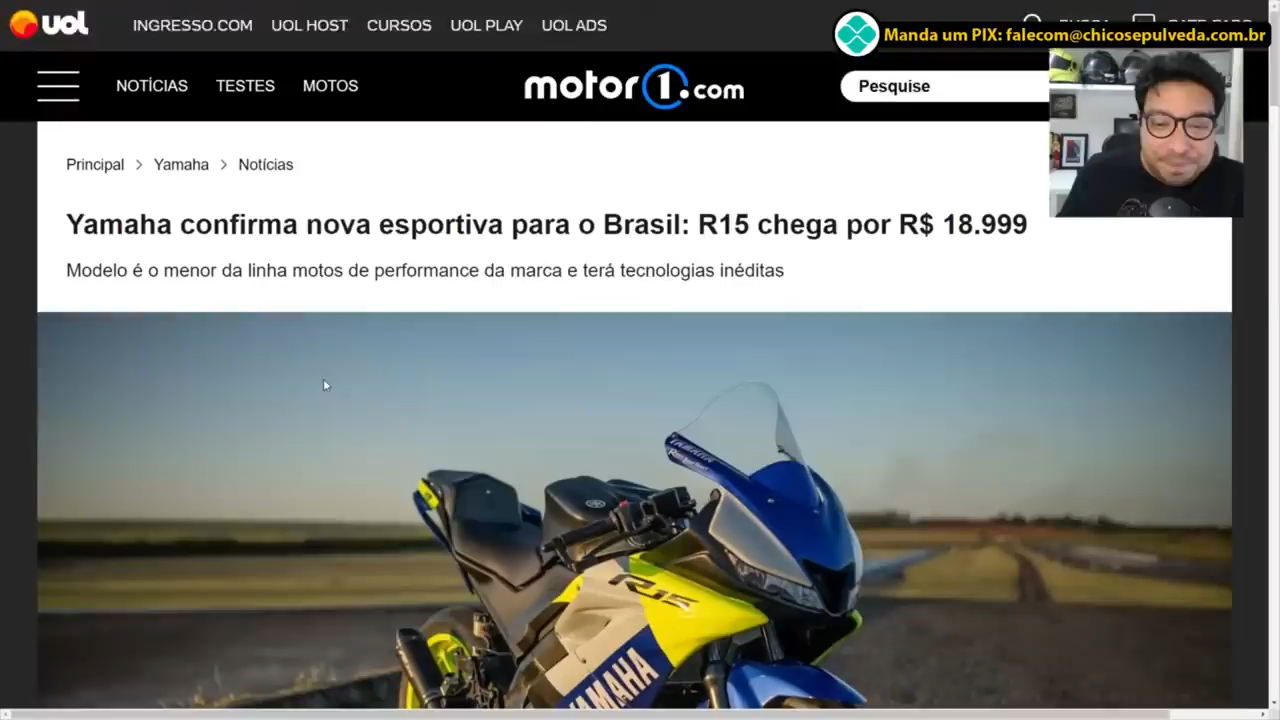 uol
INGRESSO.COM
UOL HOST
CURSOS
UOL PLAY
UOL ADS
Manda um PIX: falecom@chicosepulveda.com.br
NOTÍCIAS
TESTES
MOTOS
motor1.com
Pesquise
Principal > Yamaha > Notícias
Yamaha confirma nova esportiva para o Brasil: R15 chega por R$ 18.999
Modelo é o menor da linha motos de performance da marca e terá tecnologias inéditas
YAMAHA
R15
YAMAHA